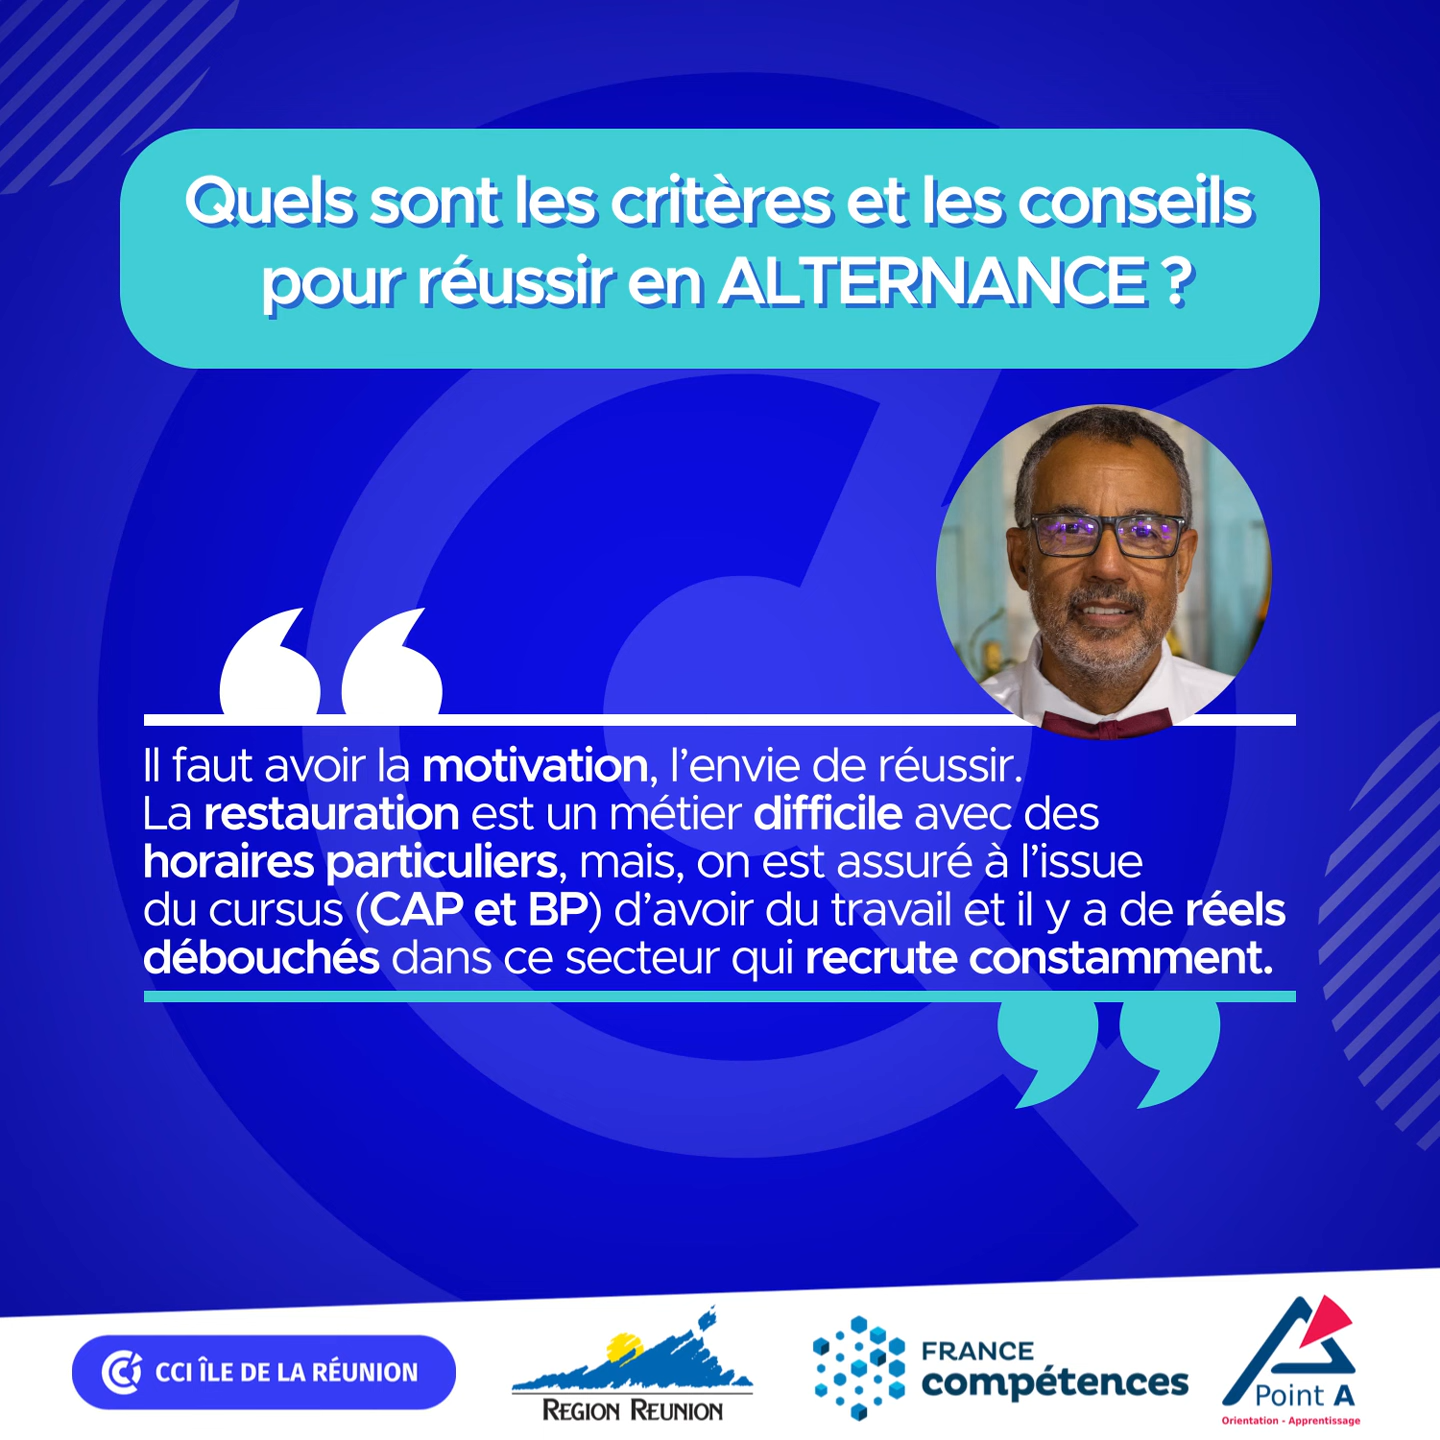 Quels sont les critères et les conseils
pour réussir en ALTERNANCE ?
Il faut avoir la motivation, l’envie de réussir.
La restauration est un métier difficile avec des
horaires particuliers, mais, on est assuré à l’issue
du cursus (CAP et BP) d’avoir du travail et il y a de réels
débouchés dans ce secteur qui recrute constamment.
CCI ÎLE DE LA RÉUNION
REGION REUNION
FRANCE
compétences
Point A
Orientation - Apprentissage